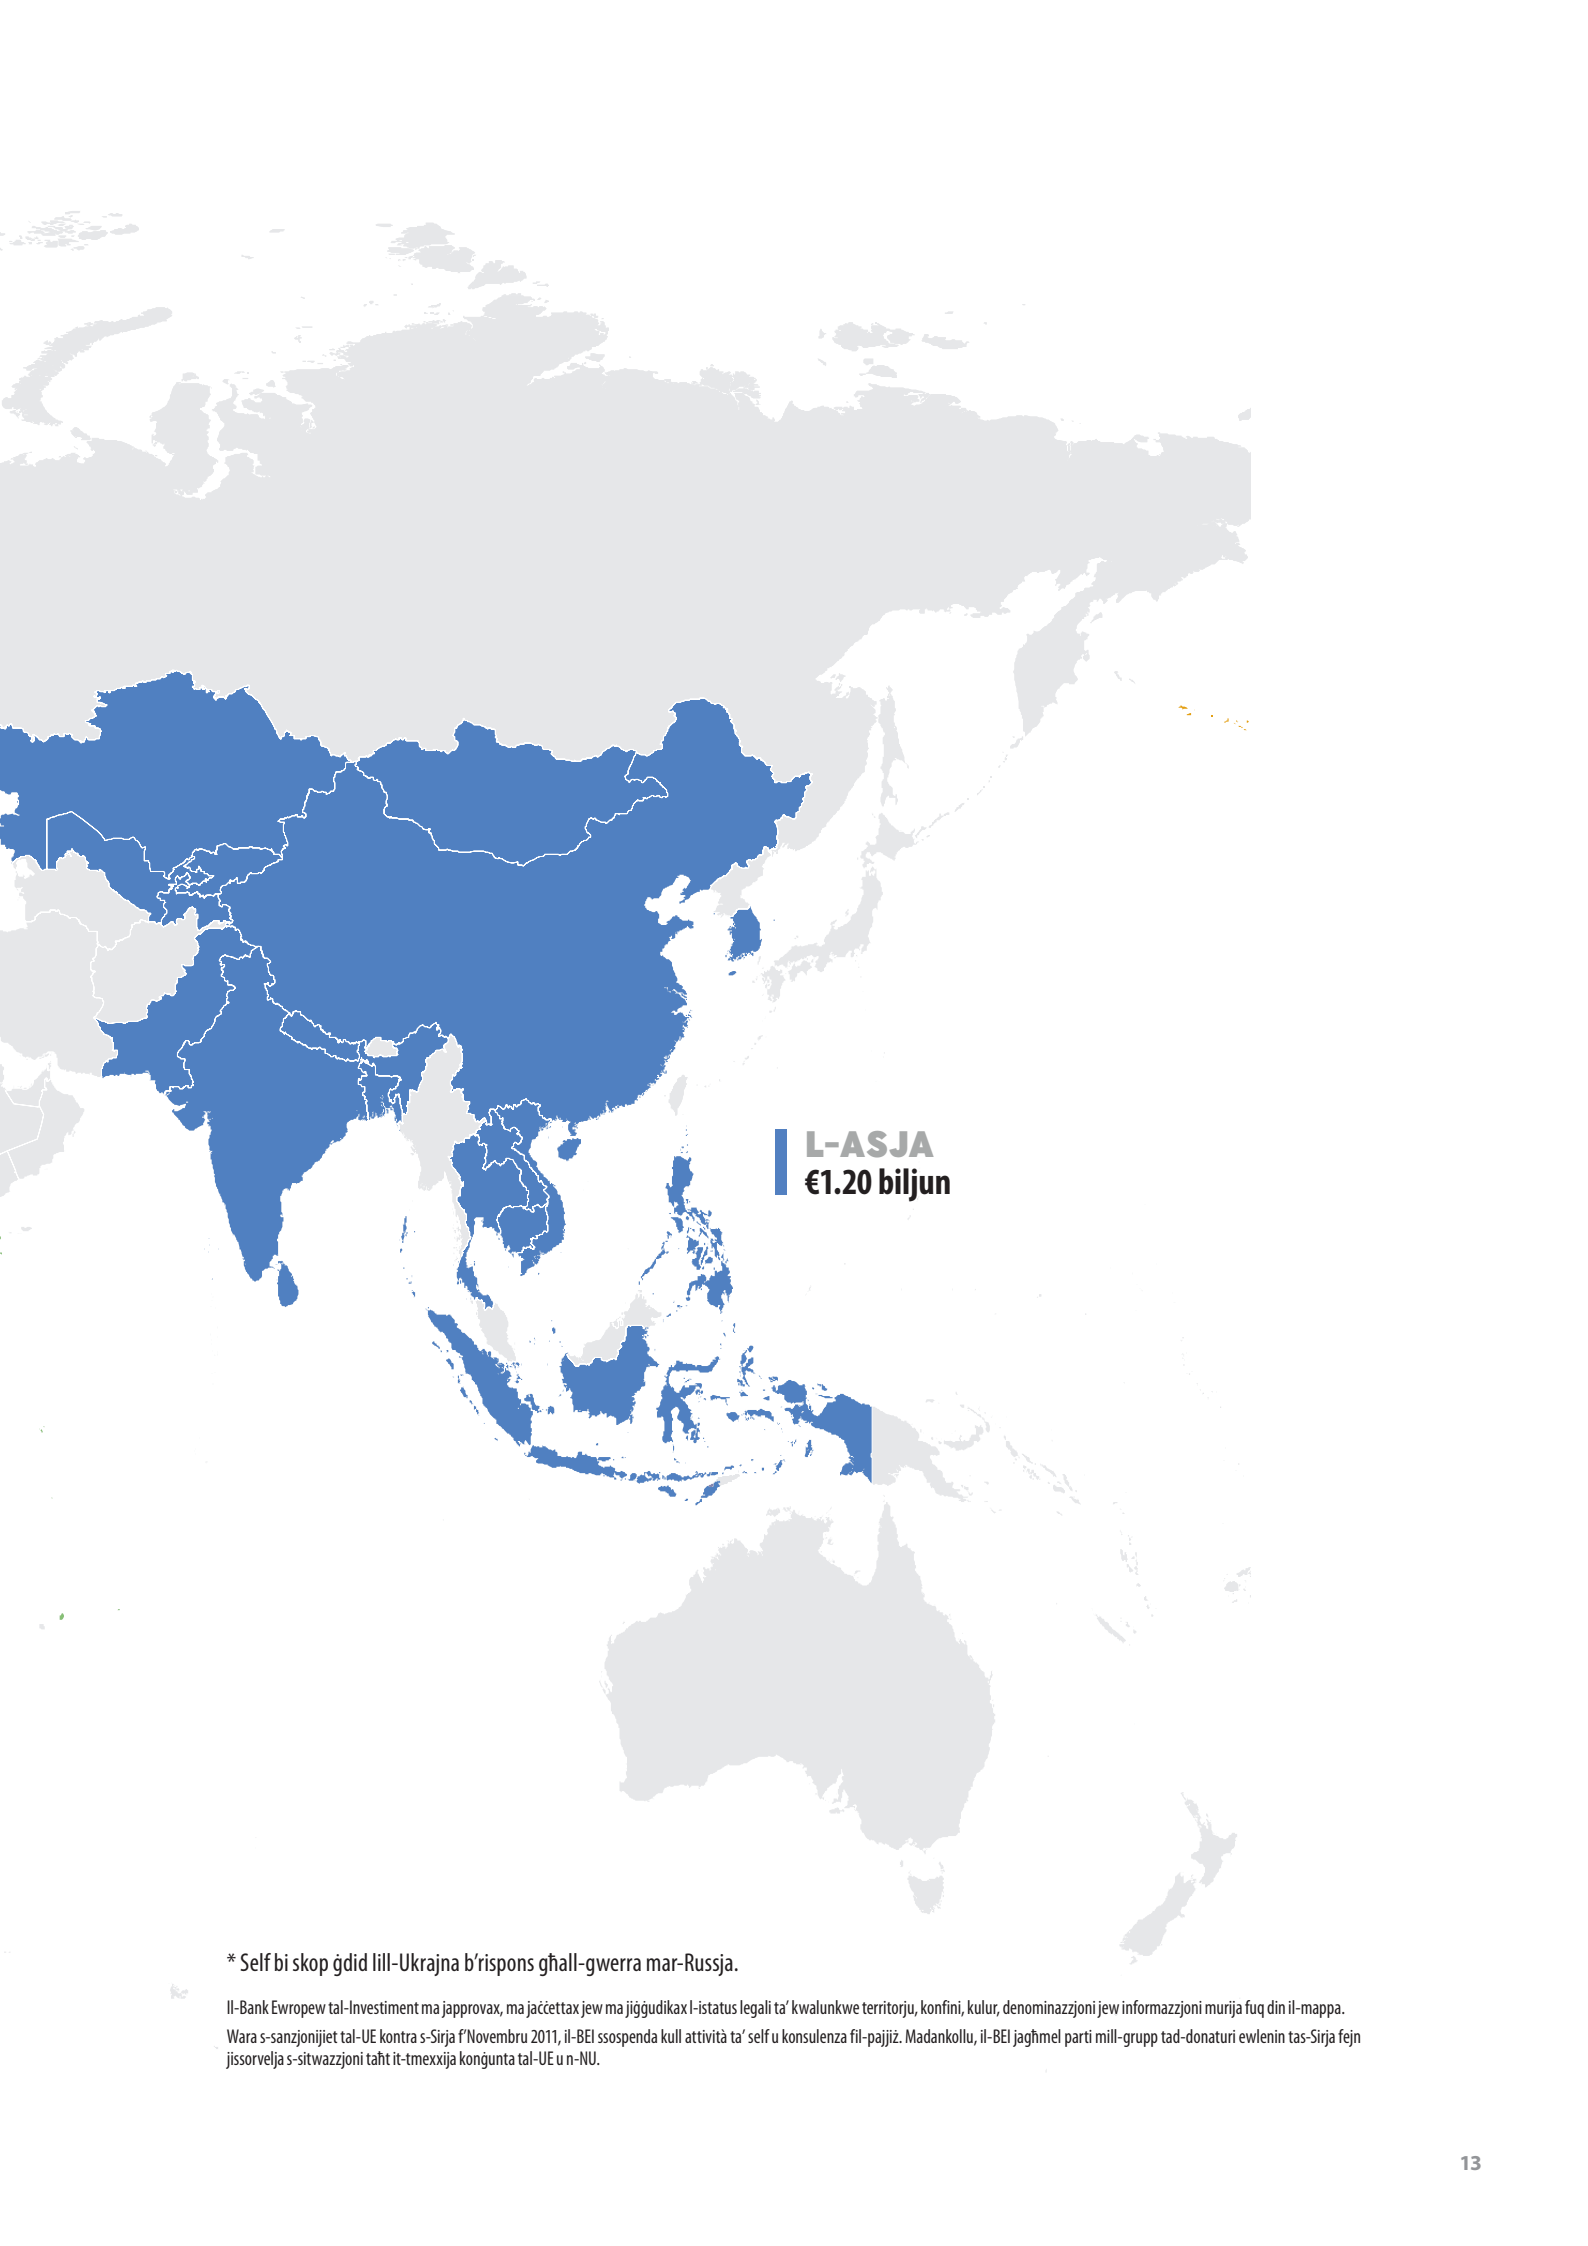 L-ASJA
€1.20 biljun
* Self bi skop ġdid lill-Ukrajna b’rispons għall-gwerra mar-Russja.
Il-Bank Ewropew tal-Investiment ma japprovax, ma jaċċettax jew ma jiġġudikax l-istatus legali ta’ kwalunkwe territorju, konfini, kulur, denominazzjoni jew informazzjoni murija fuq din il-mappa.
Wara s-sanzjonijiet tal-UE kontra s-Sirja f’Novembru 2011, il-BEI ssospenda kull attività ta’ self u konsulenza fil-pajjiż. Madankollu, il-BEI jagħmel parti mill-grupp tad-donaturi ewlenin tas-Sirja fejn
jissorvelja s-sitwazzjoni taħt it-tmexxija konġunta tal-UE u n-NU.
13